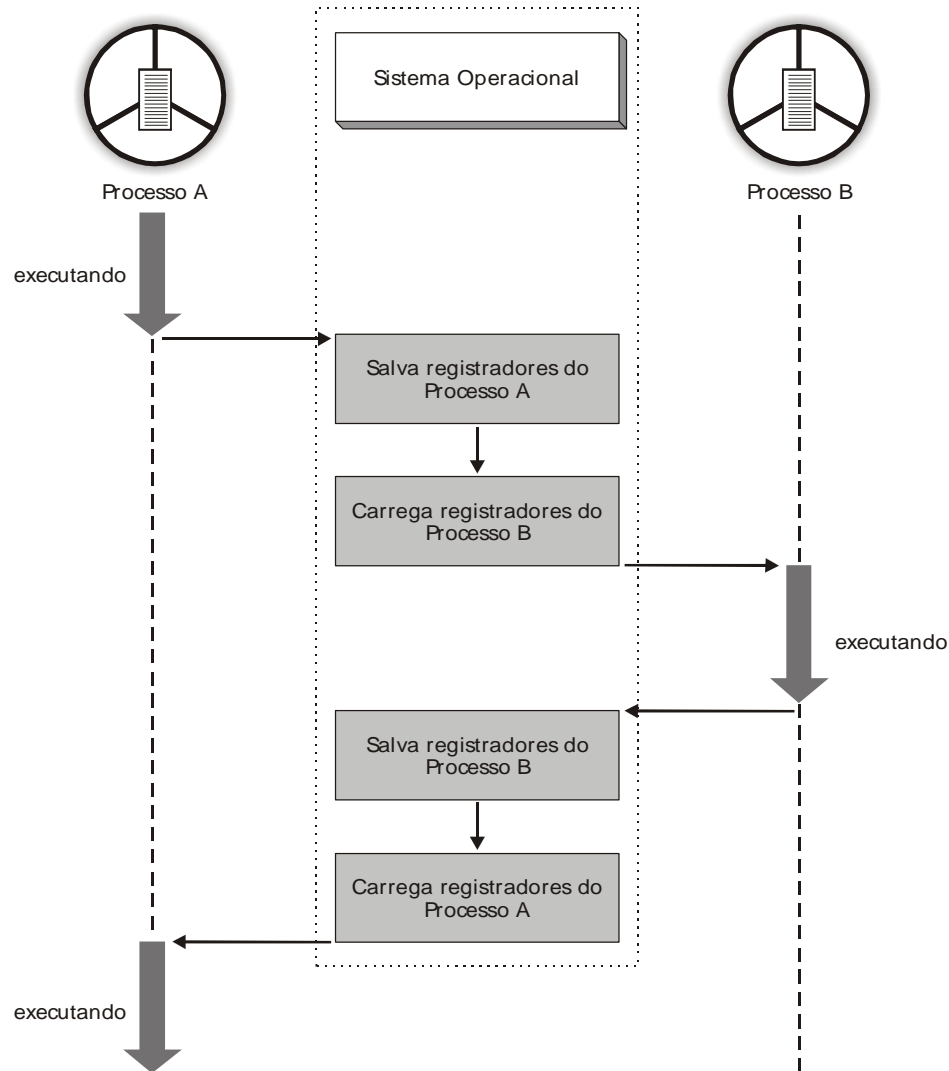 Sistema Operacional
Processo A
Processo B
executando
Salva registradores do
Processo A
Carrega registradores do
Processo B
executando
Salva registradores do
Processo B
Carrega registradores do
Processo A
executando